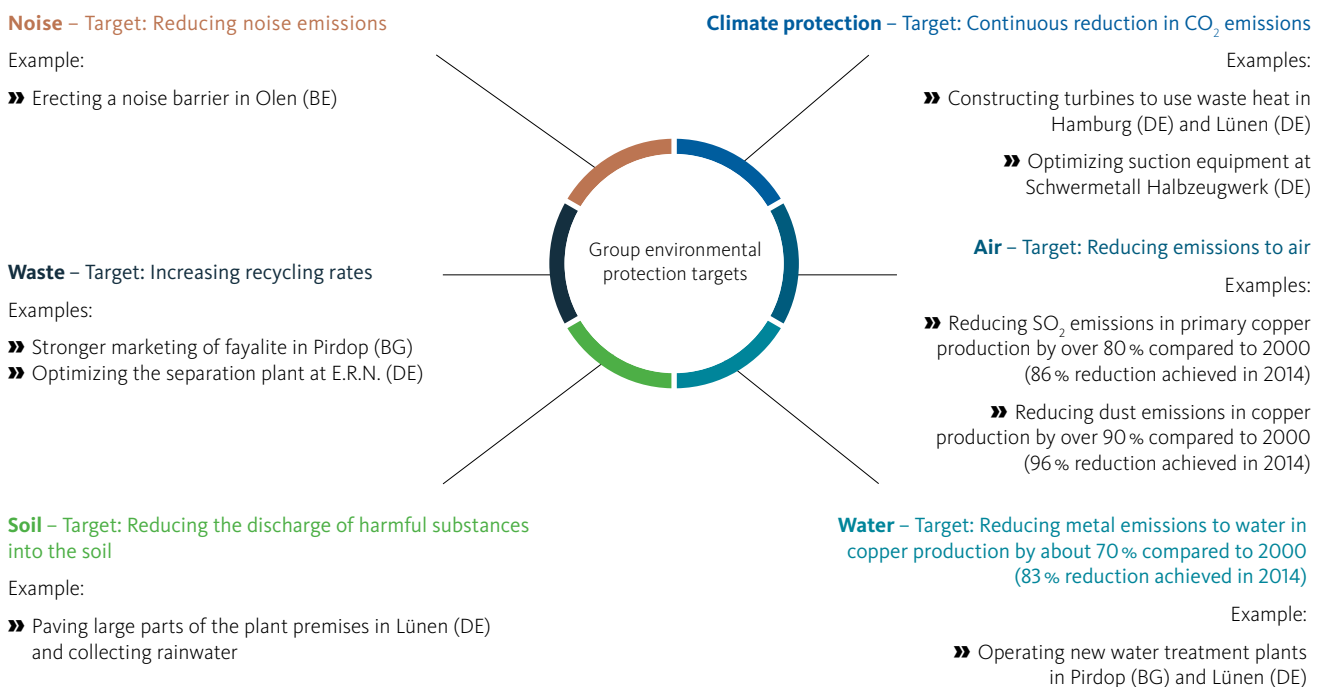 Noise – Target: Reducing noise emissions
Example:
» Erecting a noise barrier in Olen (BE)
Climate protection – Target: Continuous reduction in CO₂ emissions
Examples:
» Constructing turbines to use waste heat in
Hamburg (DE) and Lünen (DE)
» Optimizing suction equipment at
Schwermetall Halbzeugwerk (DE)
Group environmental
protection targets
Waste – Target: Increasing recycling rates
Examples:
» Stronger marketing of fayalite in Pirdop (BG)
» Optimizing the separation plant at E.R.N. (DE)
Air – Target: Reducing emissions to air
Examples:
» Reducing SO₂ emissions in primary copper
production by over 80 % compared to 2000
(86 % reduction achieved in 2014)
» Reducing dust emissions in copper
production by over 90 % compared to 2000
(96 % reduction achieved in 2014)
Soil – Target: Reducing the discharge of harmful substances
into the soil
Example:
» Paving large parts of the plant premises in Lünen (DE)
and collecting rainwater
Water – Target: Reducing metal emissions to water in
copper production by about 70 % compared to 2000
(83 % reduction achieved in 2014)
Example:
» Operating new water treatment plants
in Pirdop (BG) and Lünen (DE)